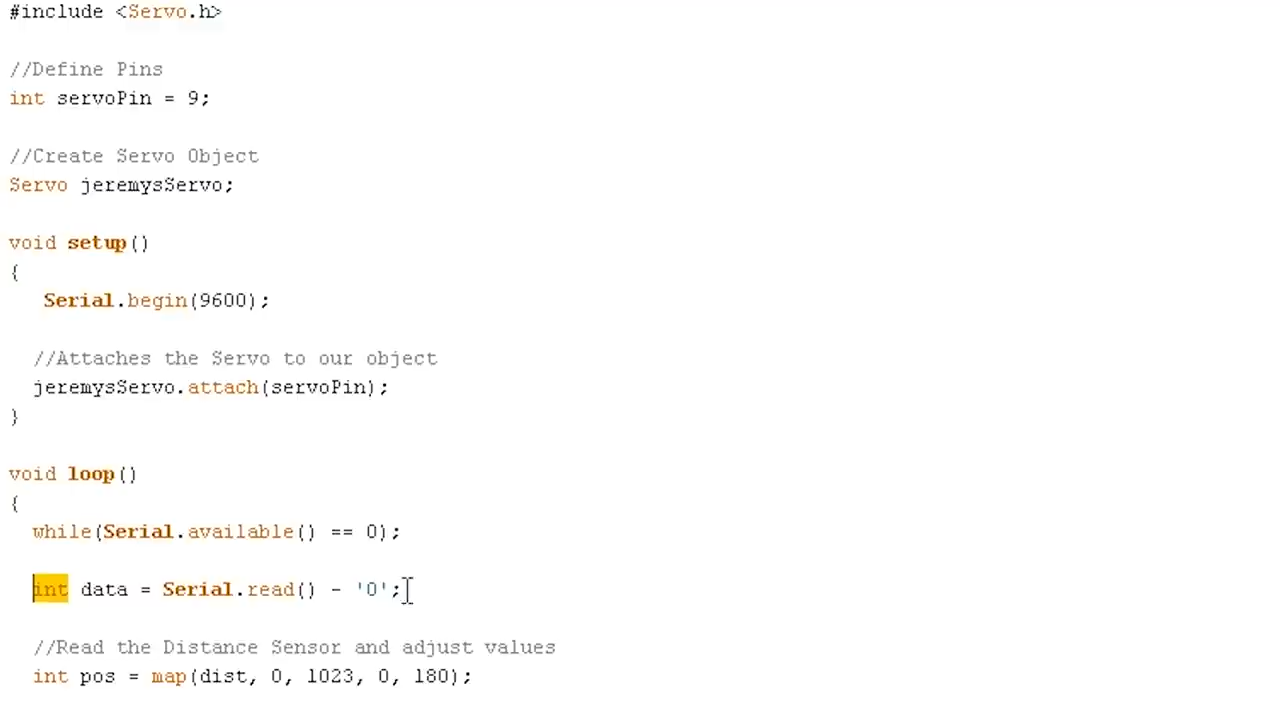 #include <Servo.h>
//Define Pins
int servoPin = 9;
//Create Servo Object
Servo jeremysServo;
void setup()
{
Serial.begin(9600);
//Attaches the Servo to our object
jeremysServo.attach(servoPin);
}
void loop()
{
while(Serial.available() == 0);
int data = Serial.read() - '0';
//Read the Distance Sensor and adjust values
int pos = map(dist, 0, 1023, 0, 180);